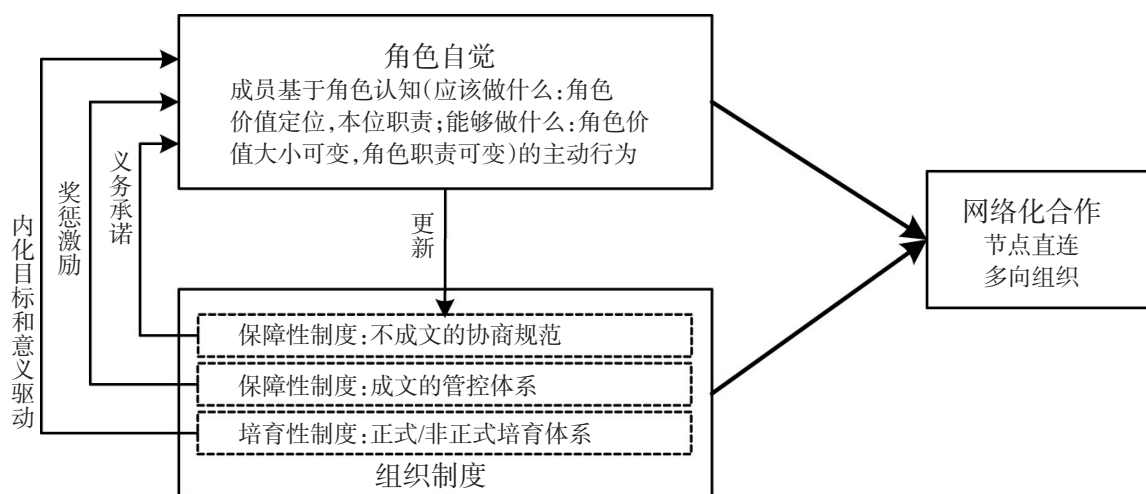 角色自觉
成员基于角色认知(应该做什么:角色
价值定位,本位职责;能够做什么:角色价
值大小可变,角色职责可变)的主动行为
内化目标和意义驱动
奖惩激励
义务承诺
更新
网络化合作
节点直连
多向组织
保障性制度:不成文的协商规范
保障性制度:成文的管控体系
培育性制度:正式/非正式培育体系
组织制度